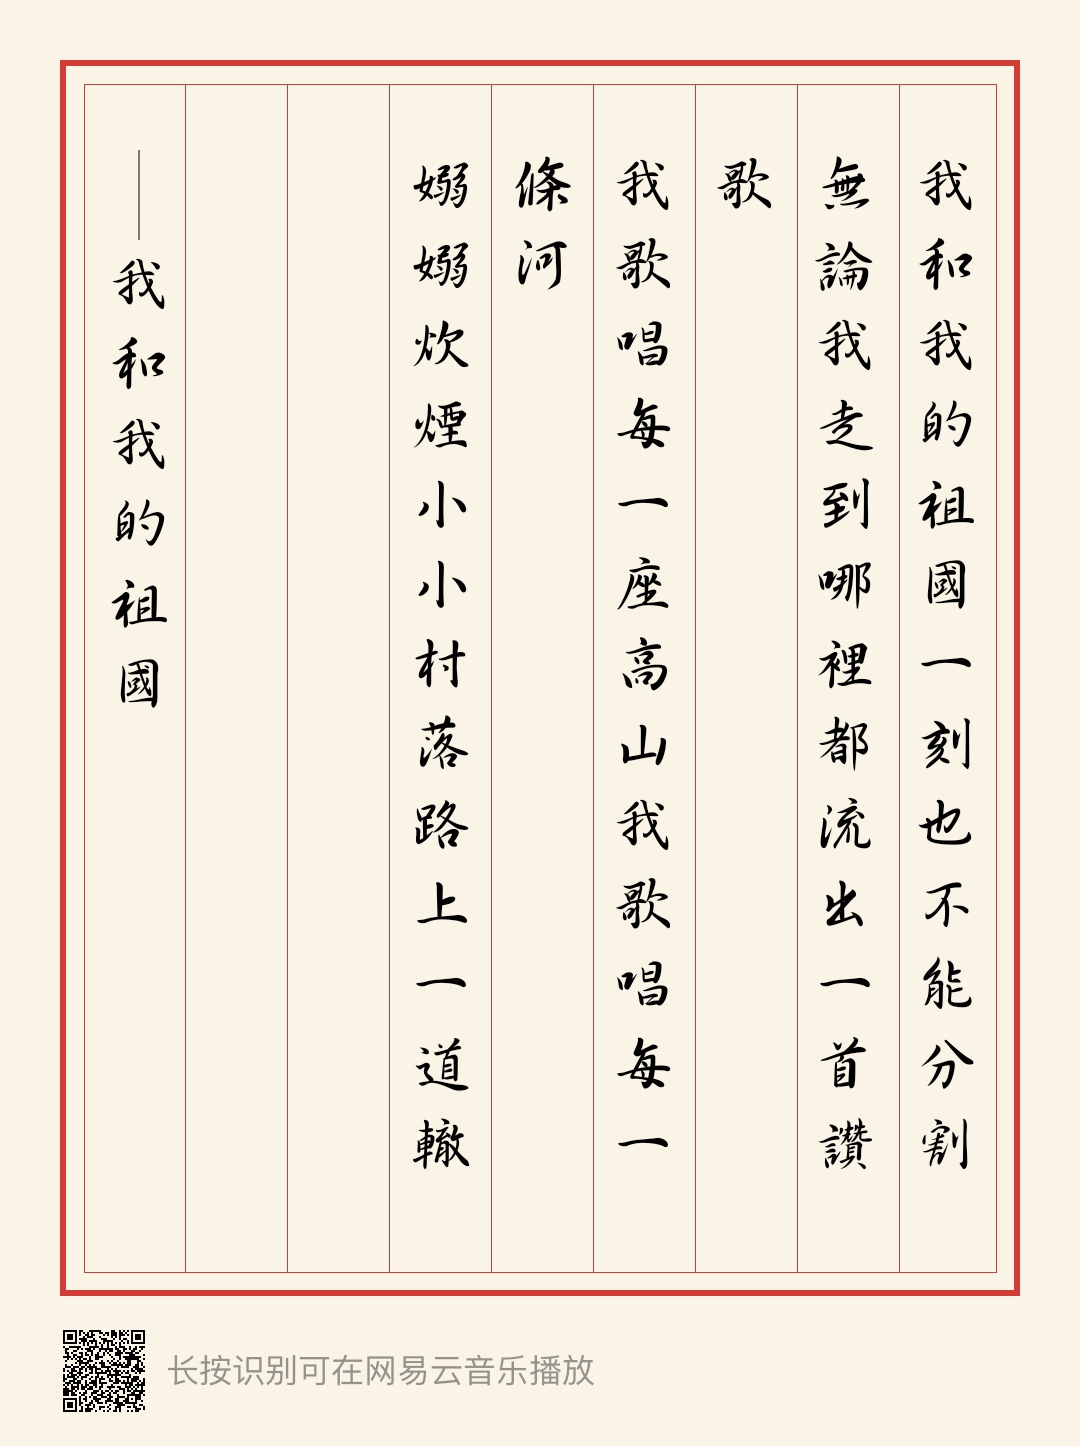 我和我的祖國一刻也不能分割
無論我走到哪裡都流出一首讚
歌
我歌唱每一座高山我歌唱每一
條河
嫋嫋炊煙小小村落路上一道轍
——我和我的祖國
长按识别可在网易云音乐播放